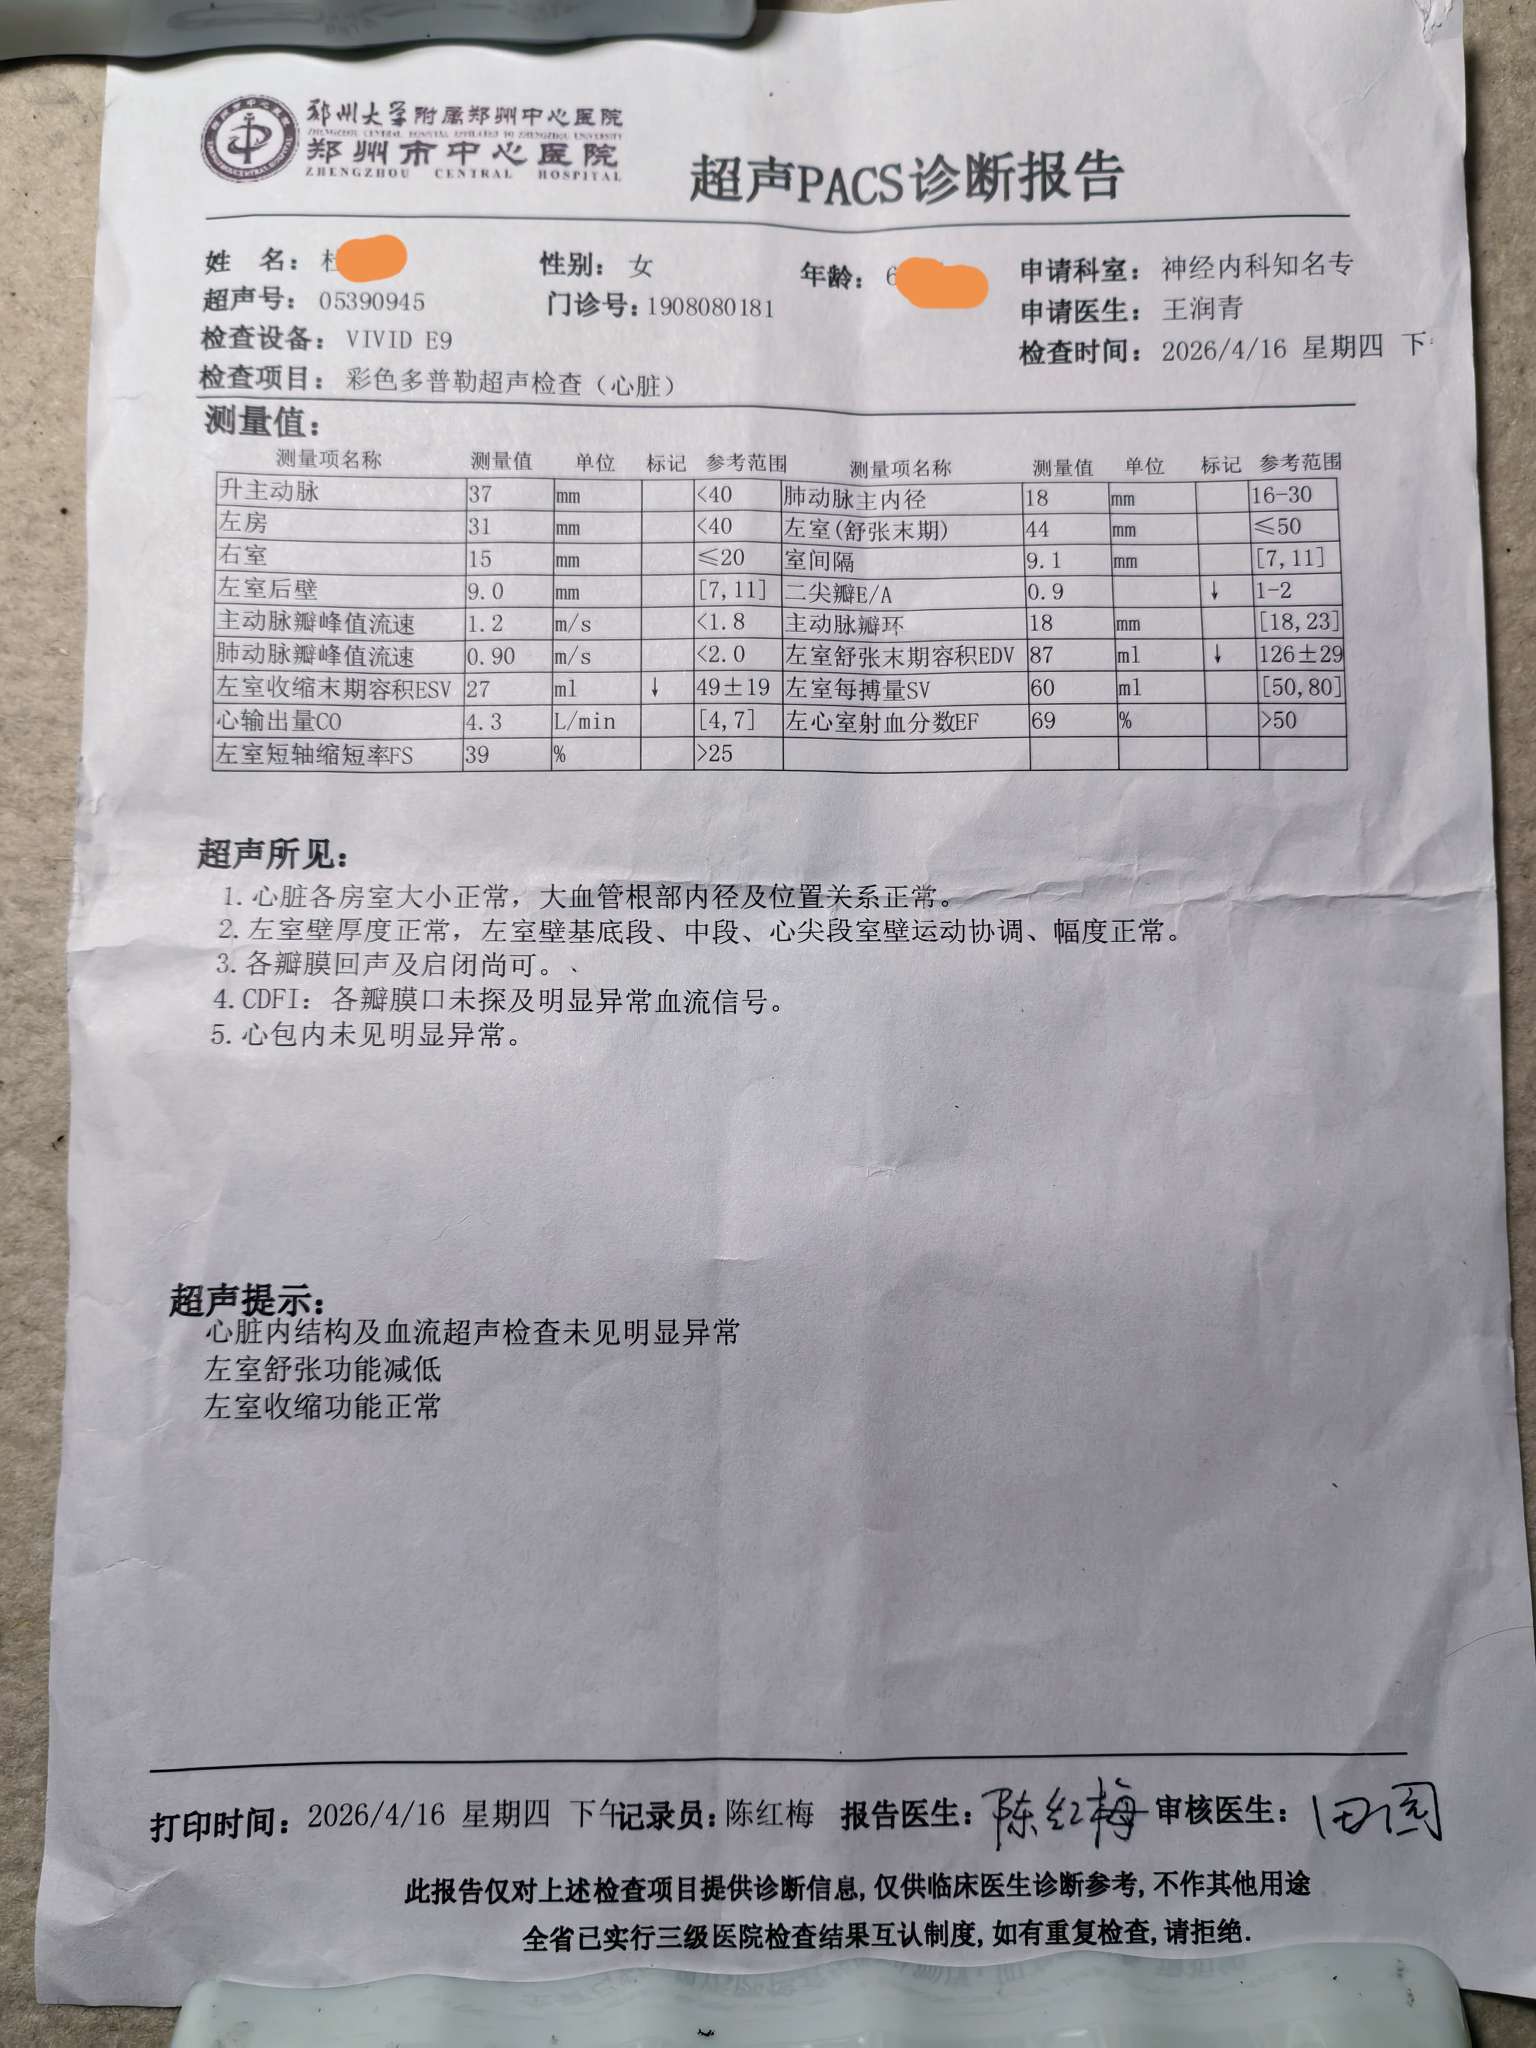 郑州大学附属郑州中心医院
ZHENGZHOU CENTRAL HOSPITAL AFFILIATED TO ZHENGZHOU UNIVERSITY
郑州市中心医院
ZHENGZHOU CENTRAL HOSPITAL
超声PACS诊断报告
姓 名： 性别：女 年龄：6 申请科室：神经内科知名专
超声号：05390945 门诊号：1908080181 申请医生：王润青
检查设备：VIVID E9 检查时间：2026/4/16 星期四 下
检查项目：彩色多普勒超声检查（心脏）
测量值：
测量项名称 测量值 单位 标记 参考范围 测量项名称 测量值 单位 标记 参考范围
升主动脉 37 mm <40 肺动脉主内径 18 mm 16-30
左房 31 mm <40 左室(舒张末期) 44 mm ≤50
右室 15 mm ≤20 室间隔 9.1 mm [7,11]
左室后壁 9.0 mm [7,11] 二尖瓣E/A 0.9 ↓ 1-2
主动脉瓣峰值流速 1.2 m/s <1.8 主动脉瓣环 18 mm [18,23]
肺动脉瓣峰值流速 0.90 m/s <2.0 左室舒张末期容积EDV 87 ml ↓ 126±29
左室收缩末期容积ESV 27 ml ↓ 49±19 左室每搏量SV 60 ml [50,80]
心输出量CO 4.3 L/min [4,7] 左心室射血分数EF 69 % >50
左室短轴缩短率FS 39 % >25
超声所见：
1.心脏各房室大小正常，大血管根部内径及位置关系正常。
2.左室壁厚度正常，左室壁基底段、中段、心尖段室壁运动协调、幅度正常。
3.各瓣膜回声及启闭尚可。、
4.CDFI：各瓣膜口未探及明显异常血流信号。
5.心包内未见明显异常。
超声提示：
心脏内结构及血流超声检查未见明显异常
左室舒张功能减低
左室收缩功能正常
打印时间：2026/4/16 星期四 下午 记录员：陈红梅 报告医生：陈红梅 审核医生：田园
此报告仅对上述检查项目提供诊断信息,仅供临床医生诊断参考,不作其他用途
全省已实行三级医院检查结果互认制度,如有重复检查,请拒绝.